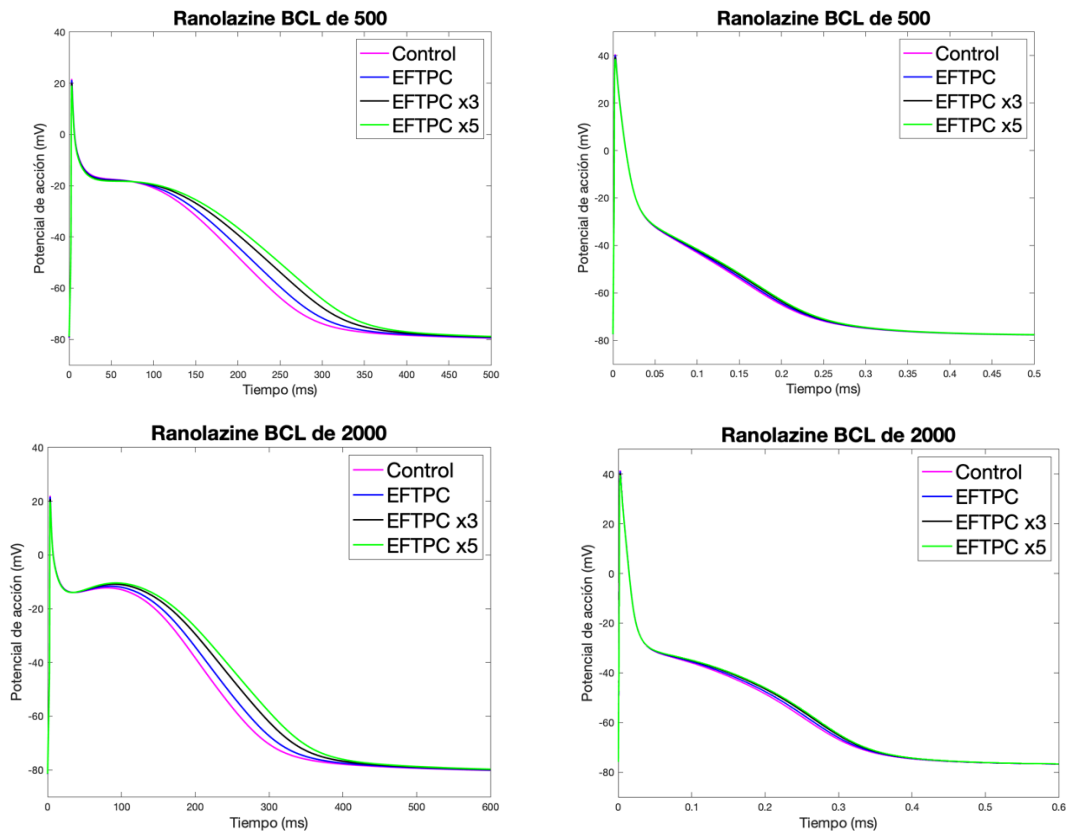 Ranolazine BCL de 500
40
20
0
-20
-40
-60
-80
0 50 100 150 200 250 300 350 400 450 500
Potencial de acción (mV)
Tiempo (ms)
Control
EFTPC
EFTPC x3
EFTPC x5
Ranolazine BCL de 500
40
20
0
-20
-40
-60
-80
0 0.05 0.1 0.15 0.2 0.25 0.3 0.35 0.4 0.45 0.5
Potencial de acción (mV)
Tiempo (ms)
Control
EFTPC
EFTPC x3
EFTPC x5
Ranolazine BCL de 2000
40
20
0
-20
-40
-60
-80
0 100 200 300 400 500 600
Potencial de acción (mV)
Tiempo (ms)
Control
EFTPC
EFTPC x3
EFTPC x5
Ranolazine BCL de 2000
40
20
0
-20
-40
-60
-80
0 0.1 0.2 0.3 0.4 0.5 0.6
Potencial de acción (mV)
Tiempo (ms)
Control
EFTPC
EFTPC x3
EFTPC x5